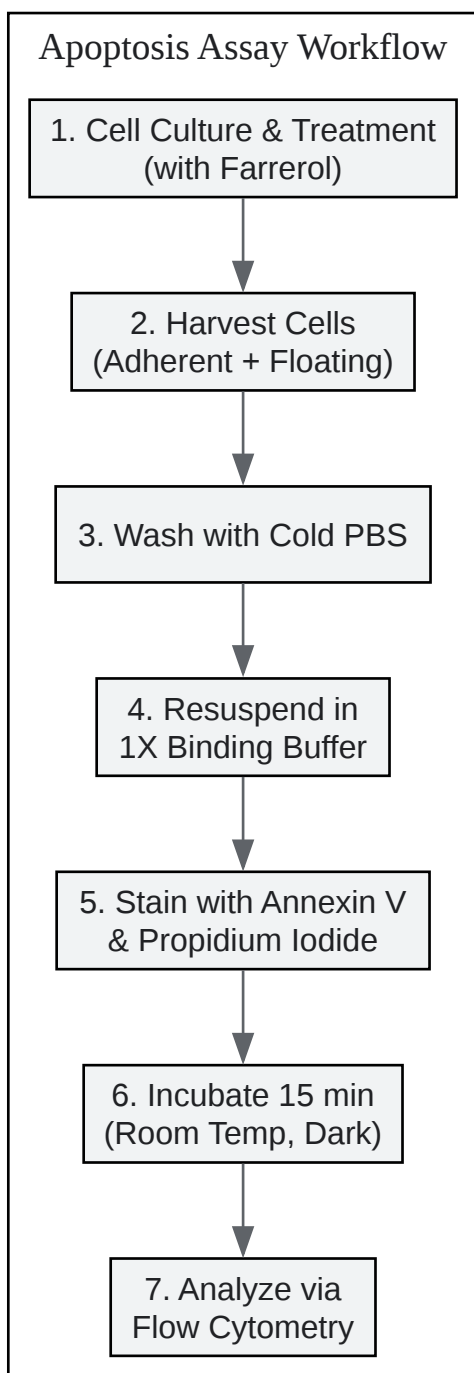 Apoptosis Assay Workflow
1. Cell Culture & Treatment
(with Farrerol)
2. Harvest Cells
(Adherent + Floating)
3. Wash with Cold PBS
4. Resuspend in
1X Binding Buffer
5. Stain with Annexin V
& Propidium Iodide
6. Incubate 15 min
(Room Temp, Dark)
7. Analyze via
Flow Cytometry